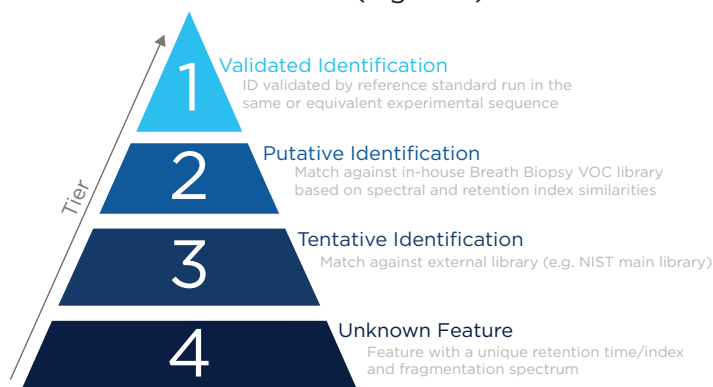 1
Validated Identification
ID validated by reference standard run in the
same or equivalent experimental sequence
2
Putative Identification
Match against in-house Breath Biopsy VOC library
based on spectral and retention index similarities
Tier
3
Tentative Identification
Match against external library (e.g. NIST main library)
4
Unknown Feature
Feature with a unique retention time/index
and fragmentation spectrum